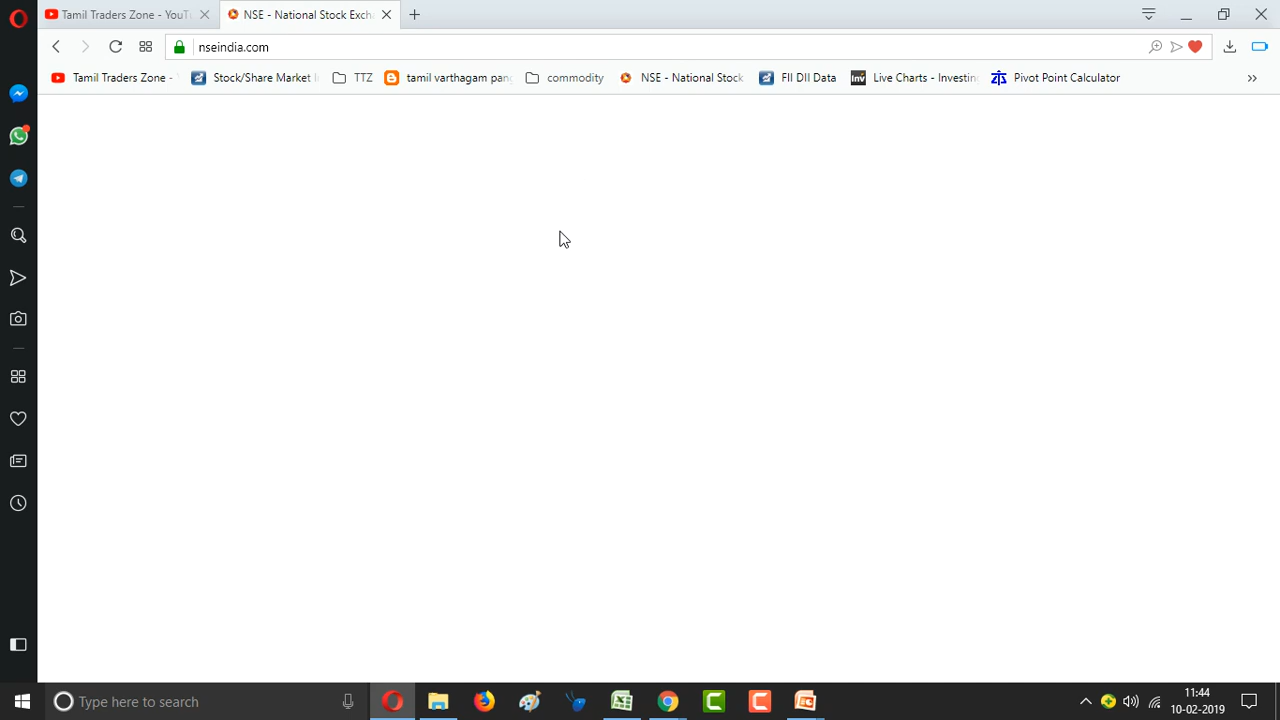 Tamil Traders Zone - YouTu
NSE - National Stock Exch
nseindia.com
Tamil Traders Zone -
Stock/Share Market I
TTZ
tamil varthagam pan
commodity
NSE - National Stock
FII DII Data
Inv
Live Charts - Investin
Pivot Point Calculator
Type here to search
11:44
10-02-2019